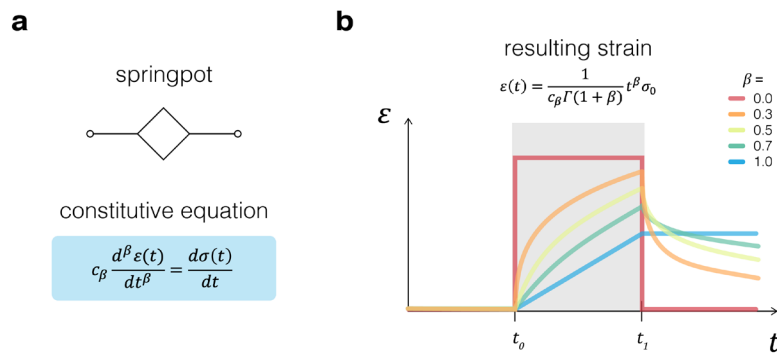 a
springpot
constitutive equation
c_β d^β ε(t) / dt^β = dσ(t) / dt
b
resulting strain
ε(t) = 1 / (c_β Γ(1 + β)) t^β σ_0
β =
0.0
0.3
0.5
0.7
1.0
ε
t_0
t_1
t